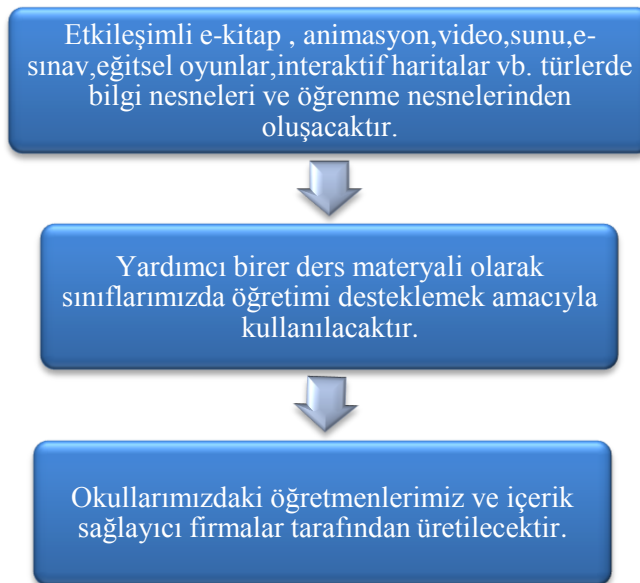 Etkileşimli e-kitap , animasyon,video,sunu,e-
sınav,eğitsel oyunlar,interaktif haritalar vb. türlerde
bilgi nesneleri ve öğrenme nesnelerinden
oluşacaktır.
Yardımcı birer ders materyali olarak
sınıflarımızda öğretimi desteklemek amacıyla
kullanılacaktır.
Okullarımızdaki öğretmenlerimiz ve içerik
sağlayıcı firmalar tarafından üretilecektir.